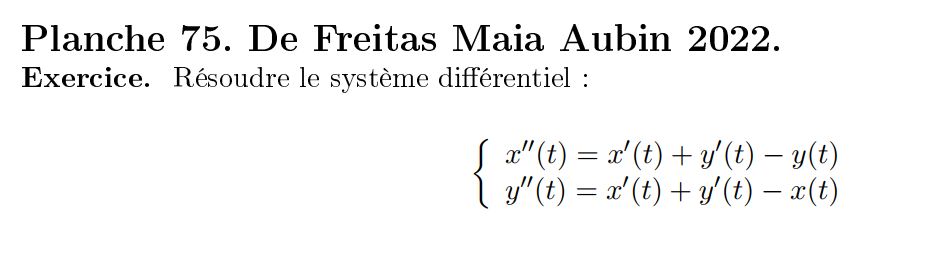 Planche 75. De Freitas Maia Aubin 2022.
Exercice. Résoudre le système différentiel :
x″(t) = x′(t) + y′(t) − y(t)
y″(t) = x′(t) + y′(t) − x(t)